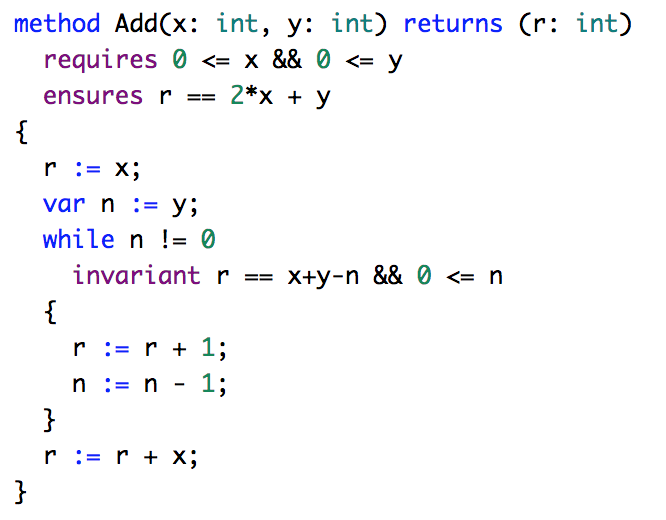 method Add(x: int, y: int) returns (r: int)
  requires 0 <= x && 0 <= y
  ensures r == 2*x + y
{
  r := x;
  var n := y;
  while n != 0
    invariant r == x+y-n && 0 <= n
  {
    r := r + 1;
    n := n - 1;
  }
  r := r + x;
}